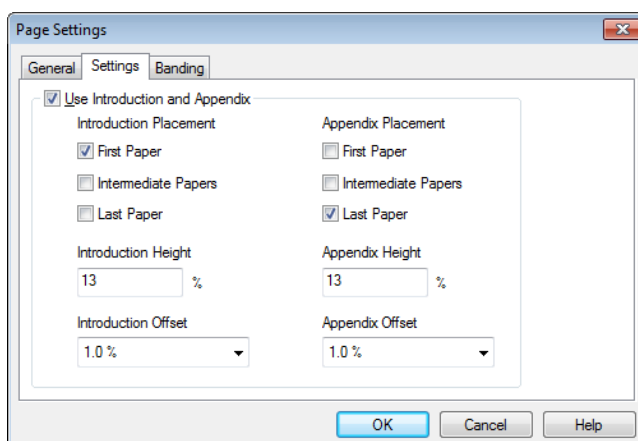 Page Settings
General Settings Banding
Use Introduction and Appendix
Introduction Placement Appendix Placement
First Paper First Paper
Intermediate Papers Intermediate Papers
Last Paper Last Paper
Introduction Height Appendix Height
13 % 13 %
Introduction Offset Appendix Offset
1.0 % 1.0 %
OK Cancel Help